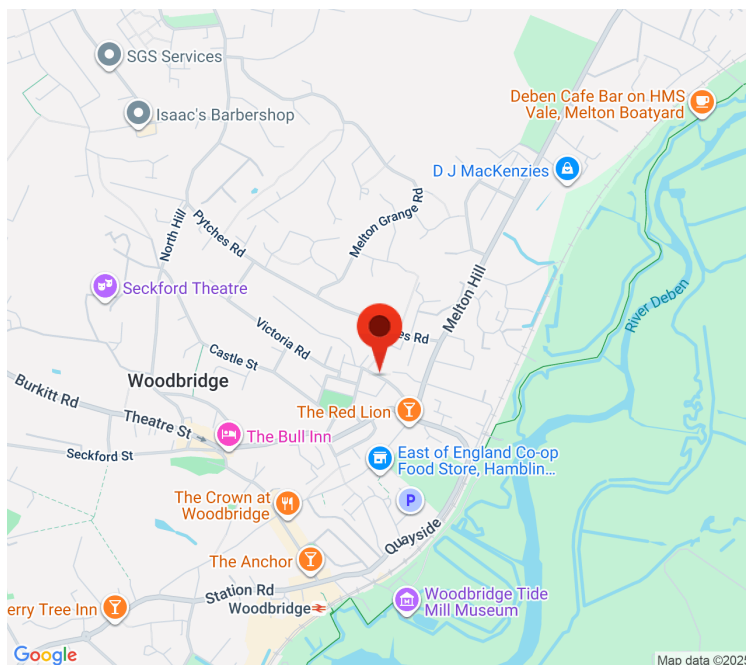 SGS Services
Isaac's Barbershop
Deben Cafe Bar on HMS
Vale, Melton Boatyard
D J MacKenzies
Melton Grange Rd
North Hill
Pytches Rd
Seckford Theatre
River Deben
Melton Hill
Victoria Rd
es Rd
Castle St
Woodbridge
Burkitt Rd
Theatre St
The Red Lion
The Bull Inn
Seckford St
East of England Co-op
Food Store, Hamblin...
The Crown at
Woodbridge
P
Quayside
The Anchor
Station Rd
Woodbridge
Woodbridge Tide
Mill Museum
erry Tree Inn
Google
Map data ©2025